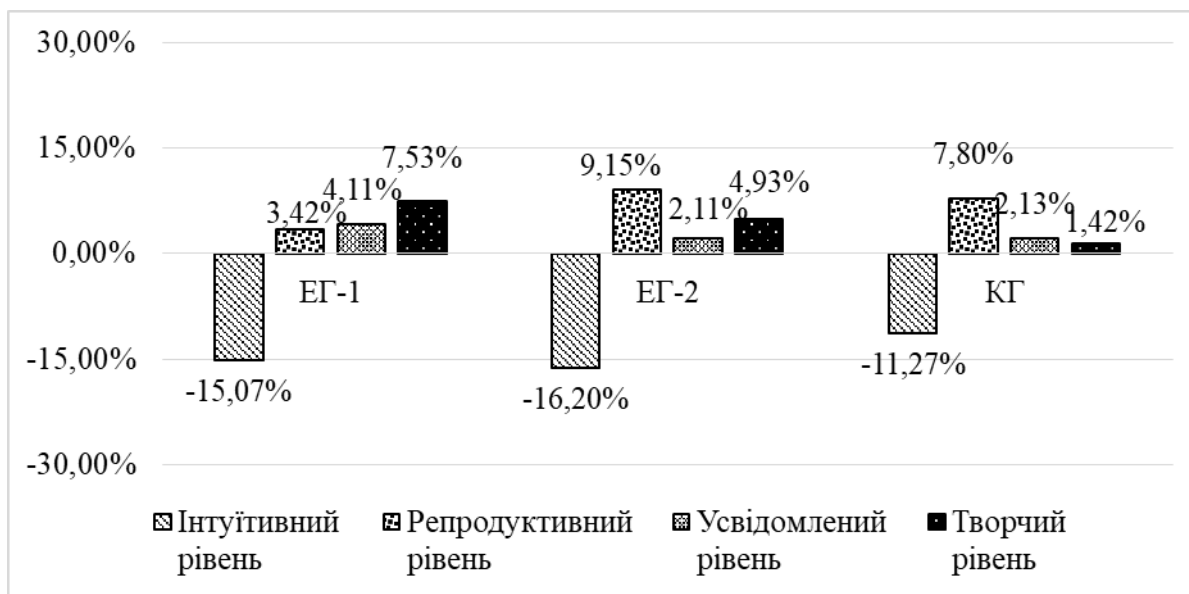 30,00%
15,00%
0,00%
-15,00%
-30,00%
3,42%
4,11%
7,53%
-15,07%
ЕГ-1
9,15%
2,11%
4,93%
-16,20%
ЕГ-2
7,80%
2,13%
1,42%
-11,27%
КГ
Інтуїтивний
рівень
Репродуктивний
рівень
Усвідомлений
рівень
Творчий
рівень